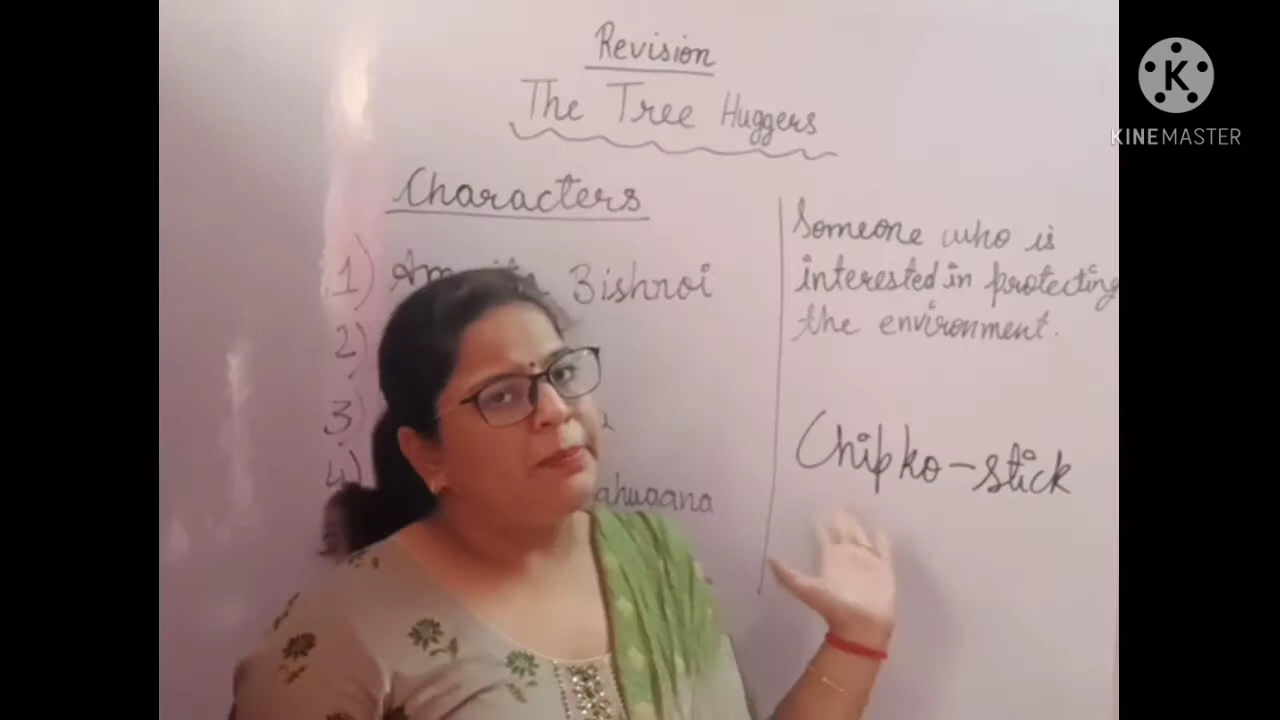 Revision
The Tree Huggers
Characters
1) Bishnoi
2)
3)
4)
Someone who is
interested in protecting
the environment.
Chipko - stick
K
KINEMASTER